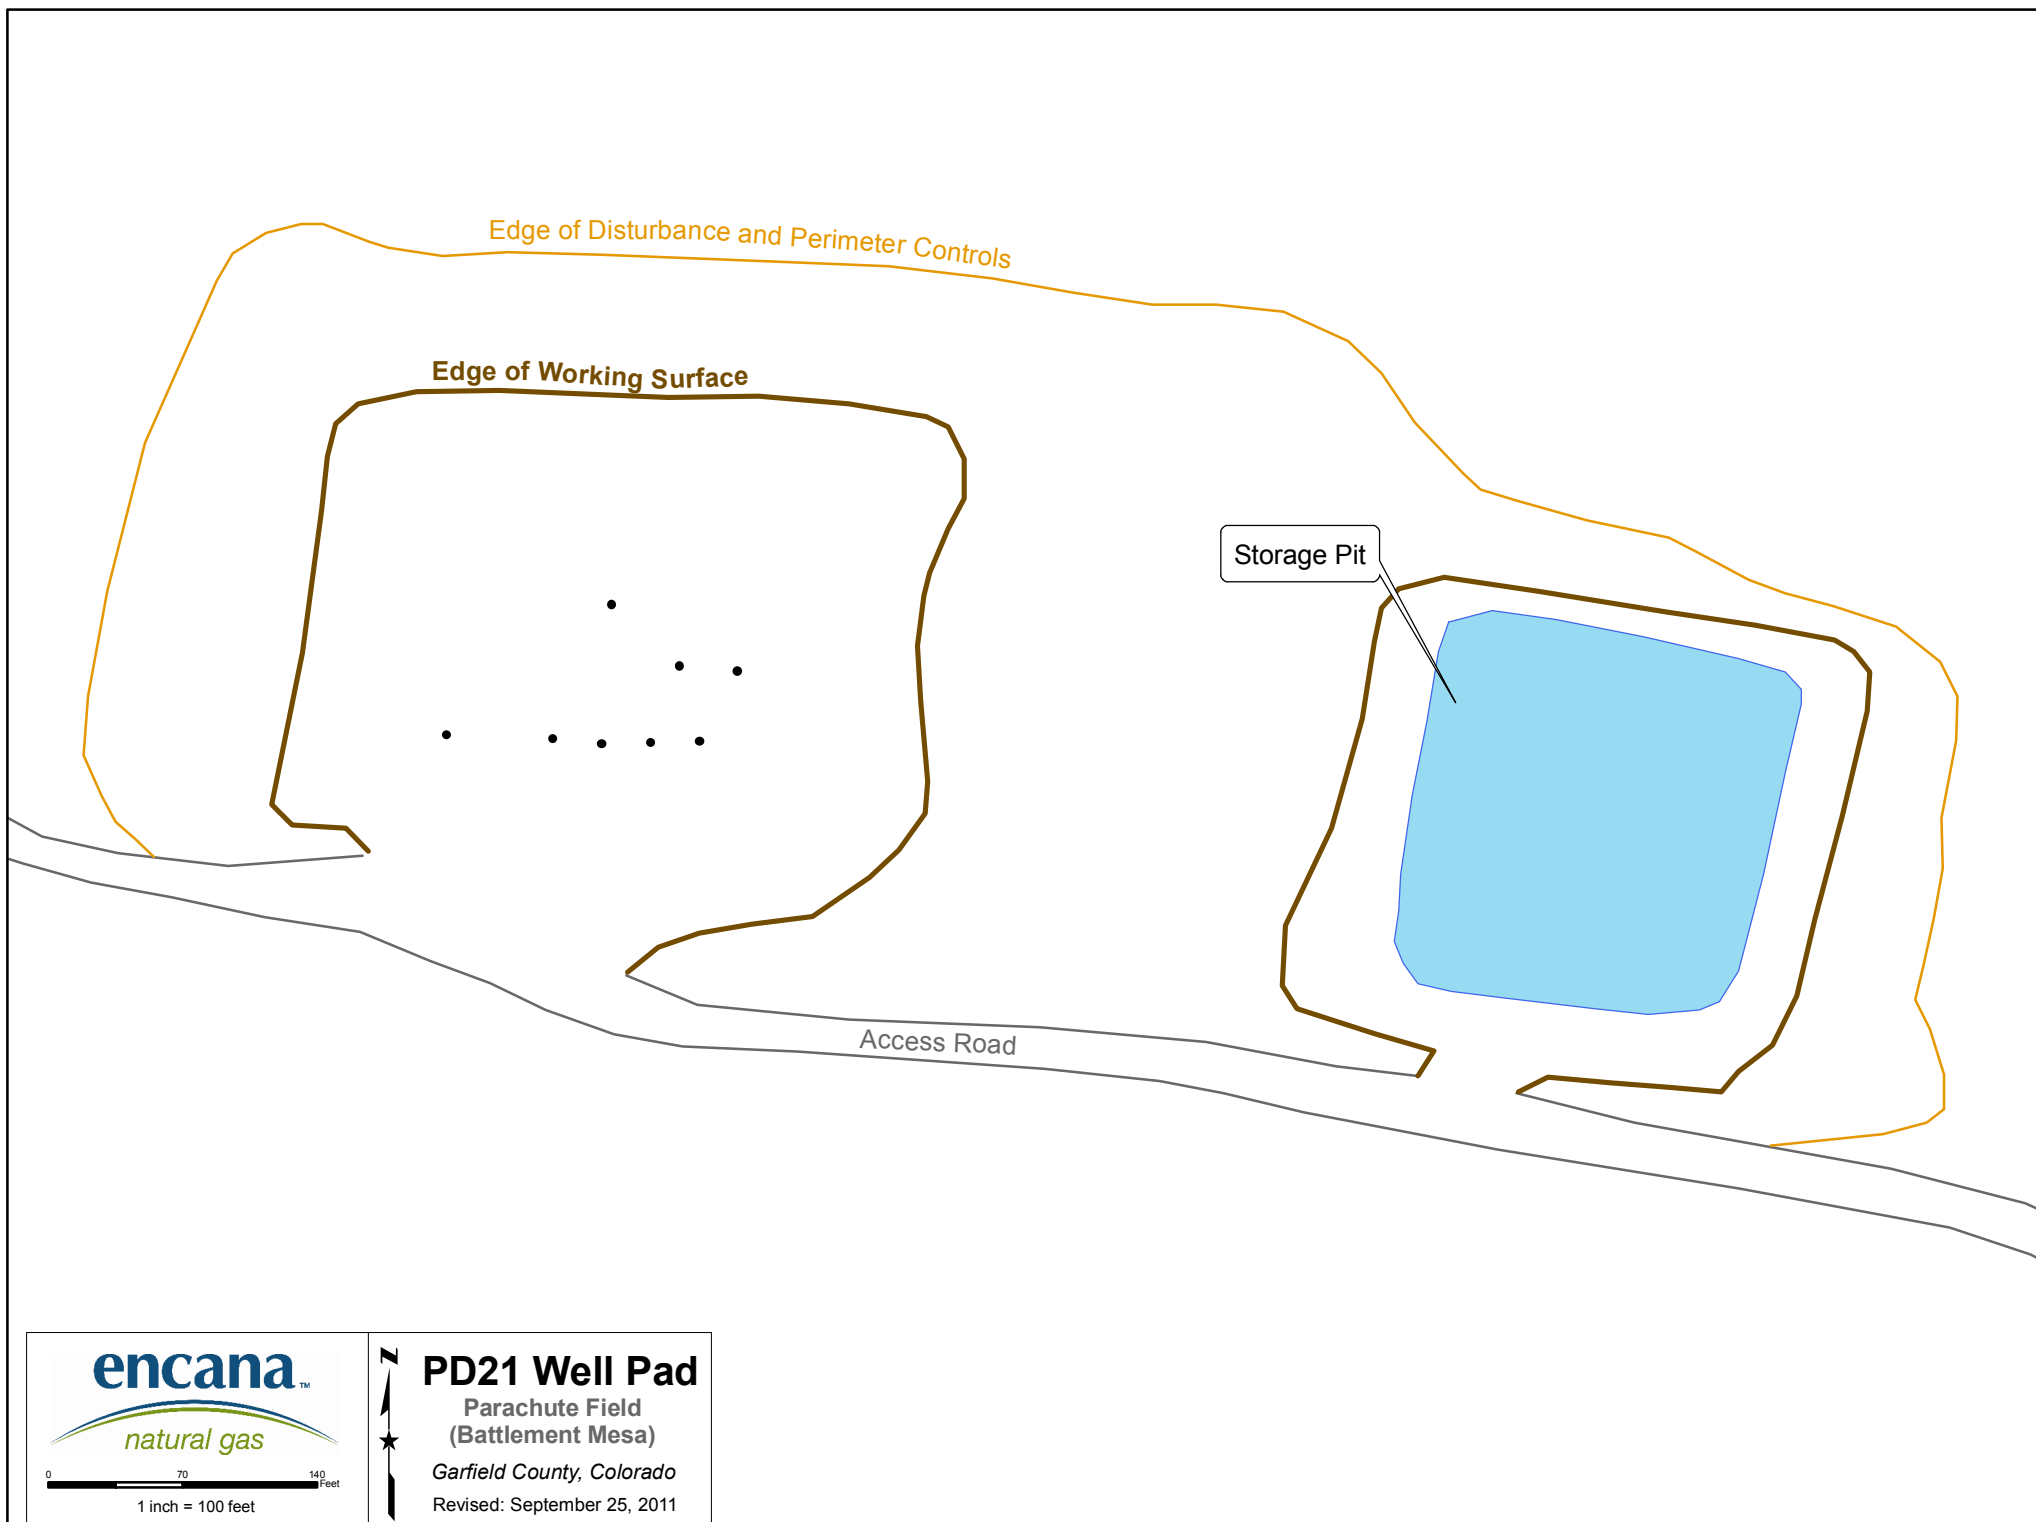 Edge of Disturbance and Perimeter Controls
Edge of Working Surface
Storage Pit
Access Road
encana™
natural gas
0 70 140
Feet
1 inch = 100 feet
N
PD21 Well Pad
Parachute Field
(Battlement Mesa)
Garfield County, Colorado
Revised: September 25, 2011